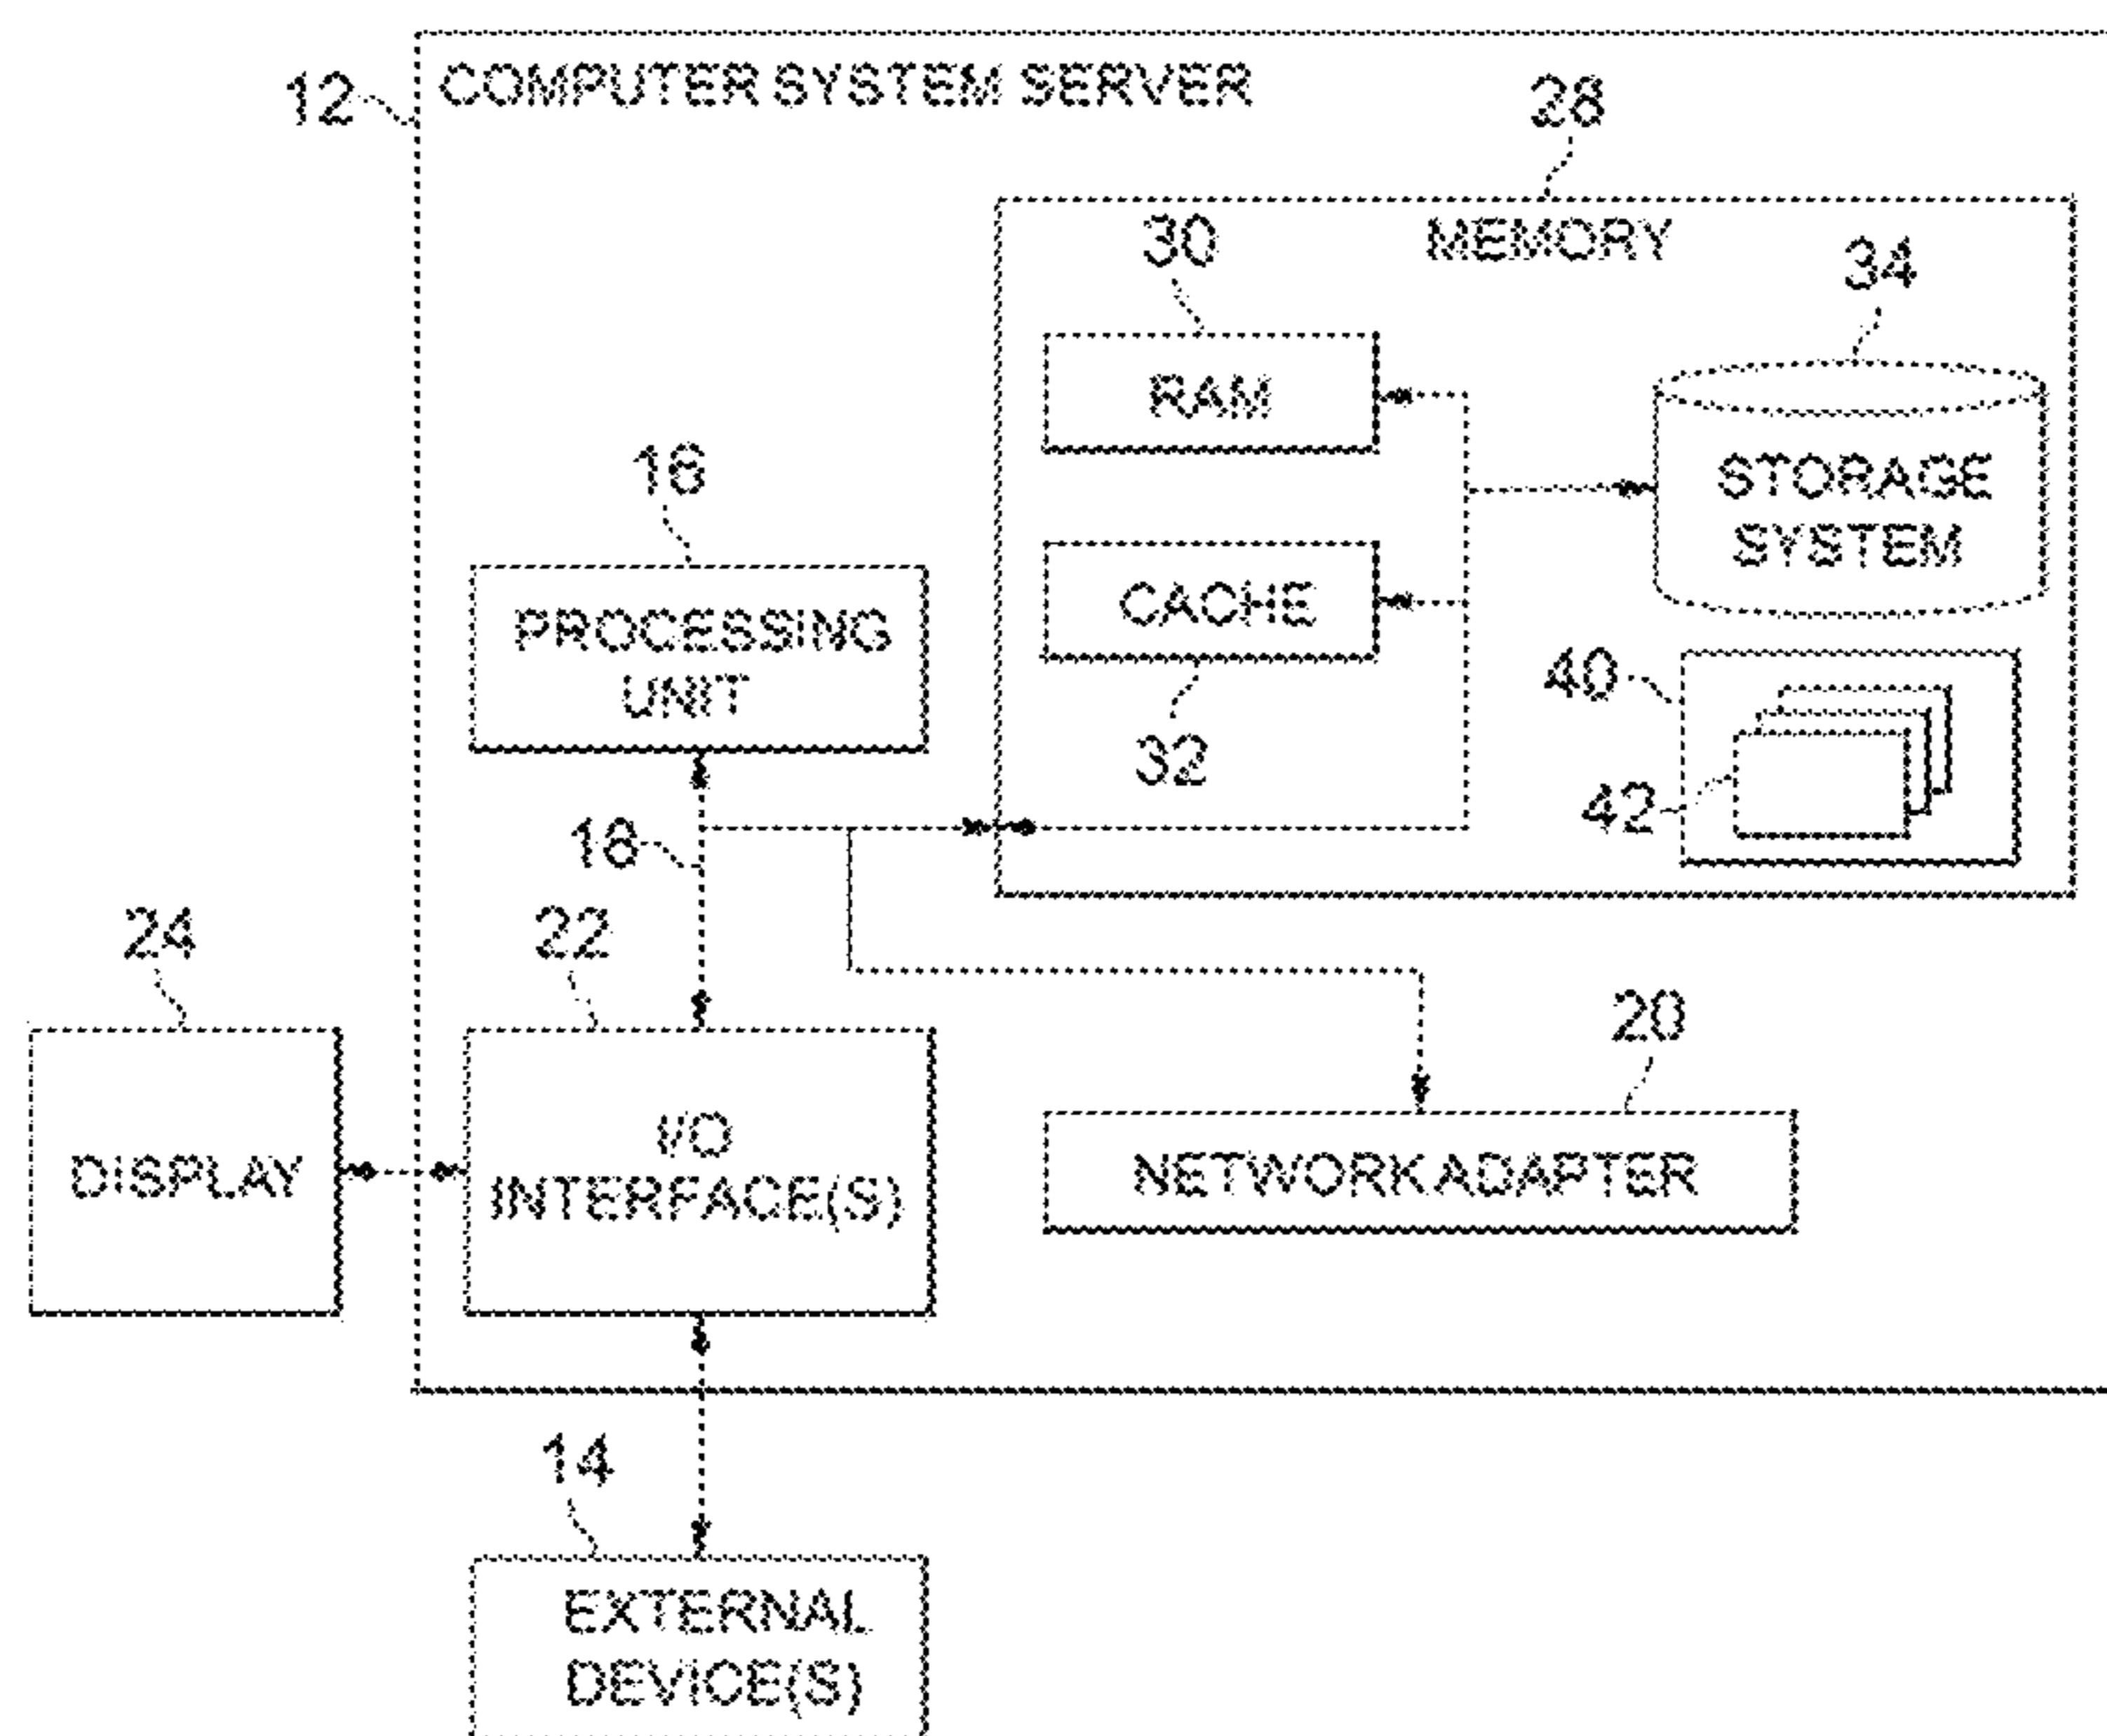 12
COMPUTER SYSTEM SERVER
28
MEMORY
30
34
RAM
STORAGE
SYSTEM
16
CACHE
PROCESSING
UNIT
40
32
42
18
24
22
20
DISPLAY
I/O
INTERFACE(S)
NETWORK ADAPTER
14
EXTERNAL
DEVICE(S)